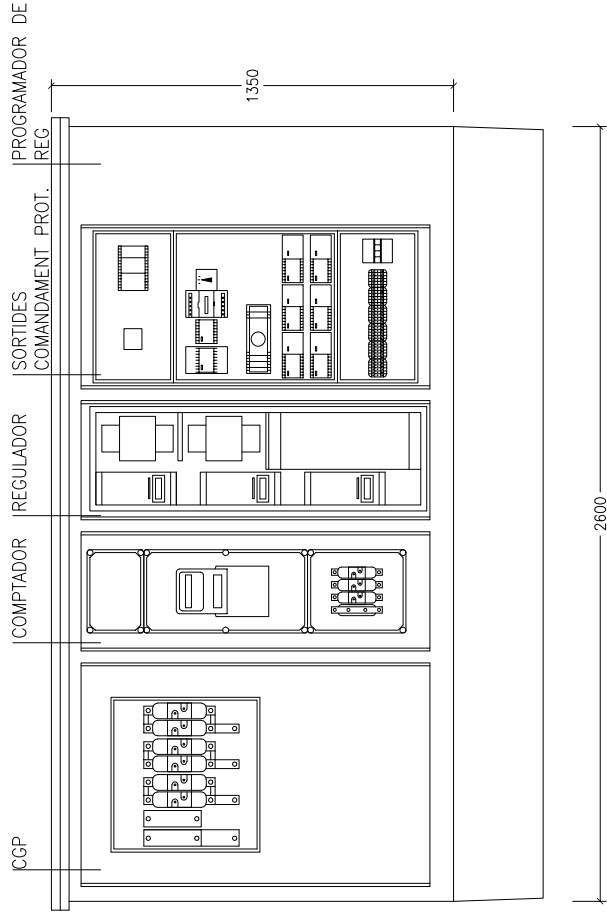 CGP
COMPTADOR
REGULADOR
SORTIDES
COMANDAMENT PROT.
PROGRAMADOR DE
REG
1350
2600